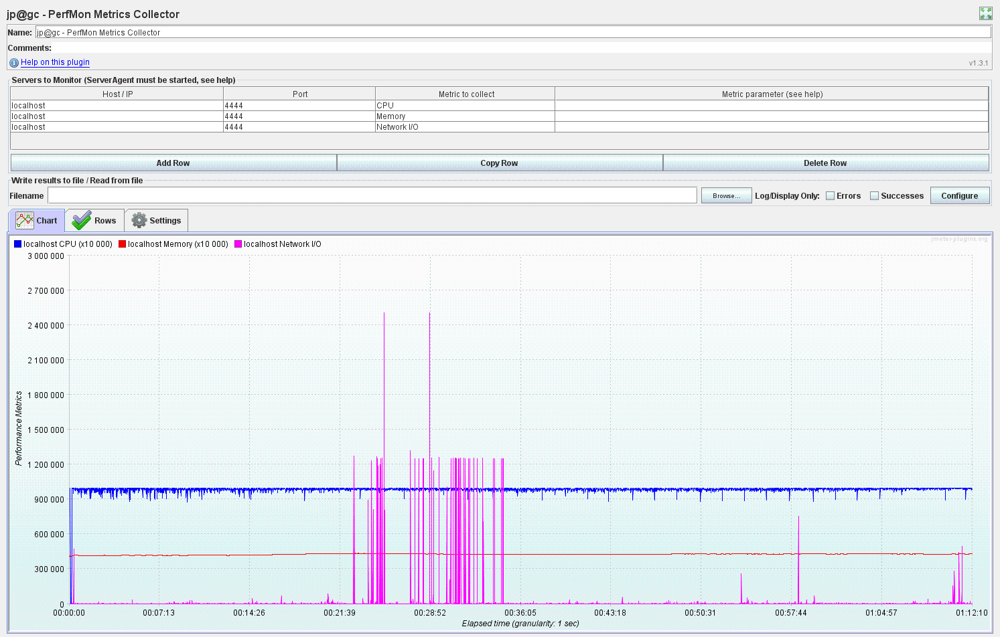 jp@gc - PerfMon Metrics Collector
Name: jp@gc - PerfMon Metrics Collector
Comments:
Help on this plugin
v1.3.1
Servers to Monitor (ServerAgent must be started, see help)
Host / IP Port Metric to collect Metric parameter (see help)
localhost 4444 CPU
localhost 4444 Memory
localhost 4444 Network I/O
Add Row Copy Row Delete Row
Write results to file / Read from file
Filename Browse... Log/Display Only: Errors Successes Configure
Chart Rows Settings
localhost CPU (x10 000) localhost Memory (x10 000) localhost Network I/O
jmeter-plugins.org
3 000 000
2 700 000
2 400 000
2 100 000
1 800 000
1 500 000
1 200 000
900 000
600 000
300 000
0
Performance Metrics
00:00:00 00:07:13 00:14:26 00:21:39 00:28:52 00:36:05 00:43:18 00:50:31 00:57:44 01:04:57 01:12:10
Elapsed time (granularity: 1 sec)